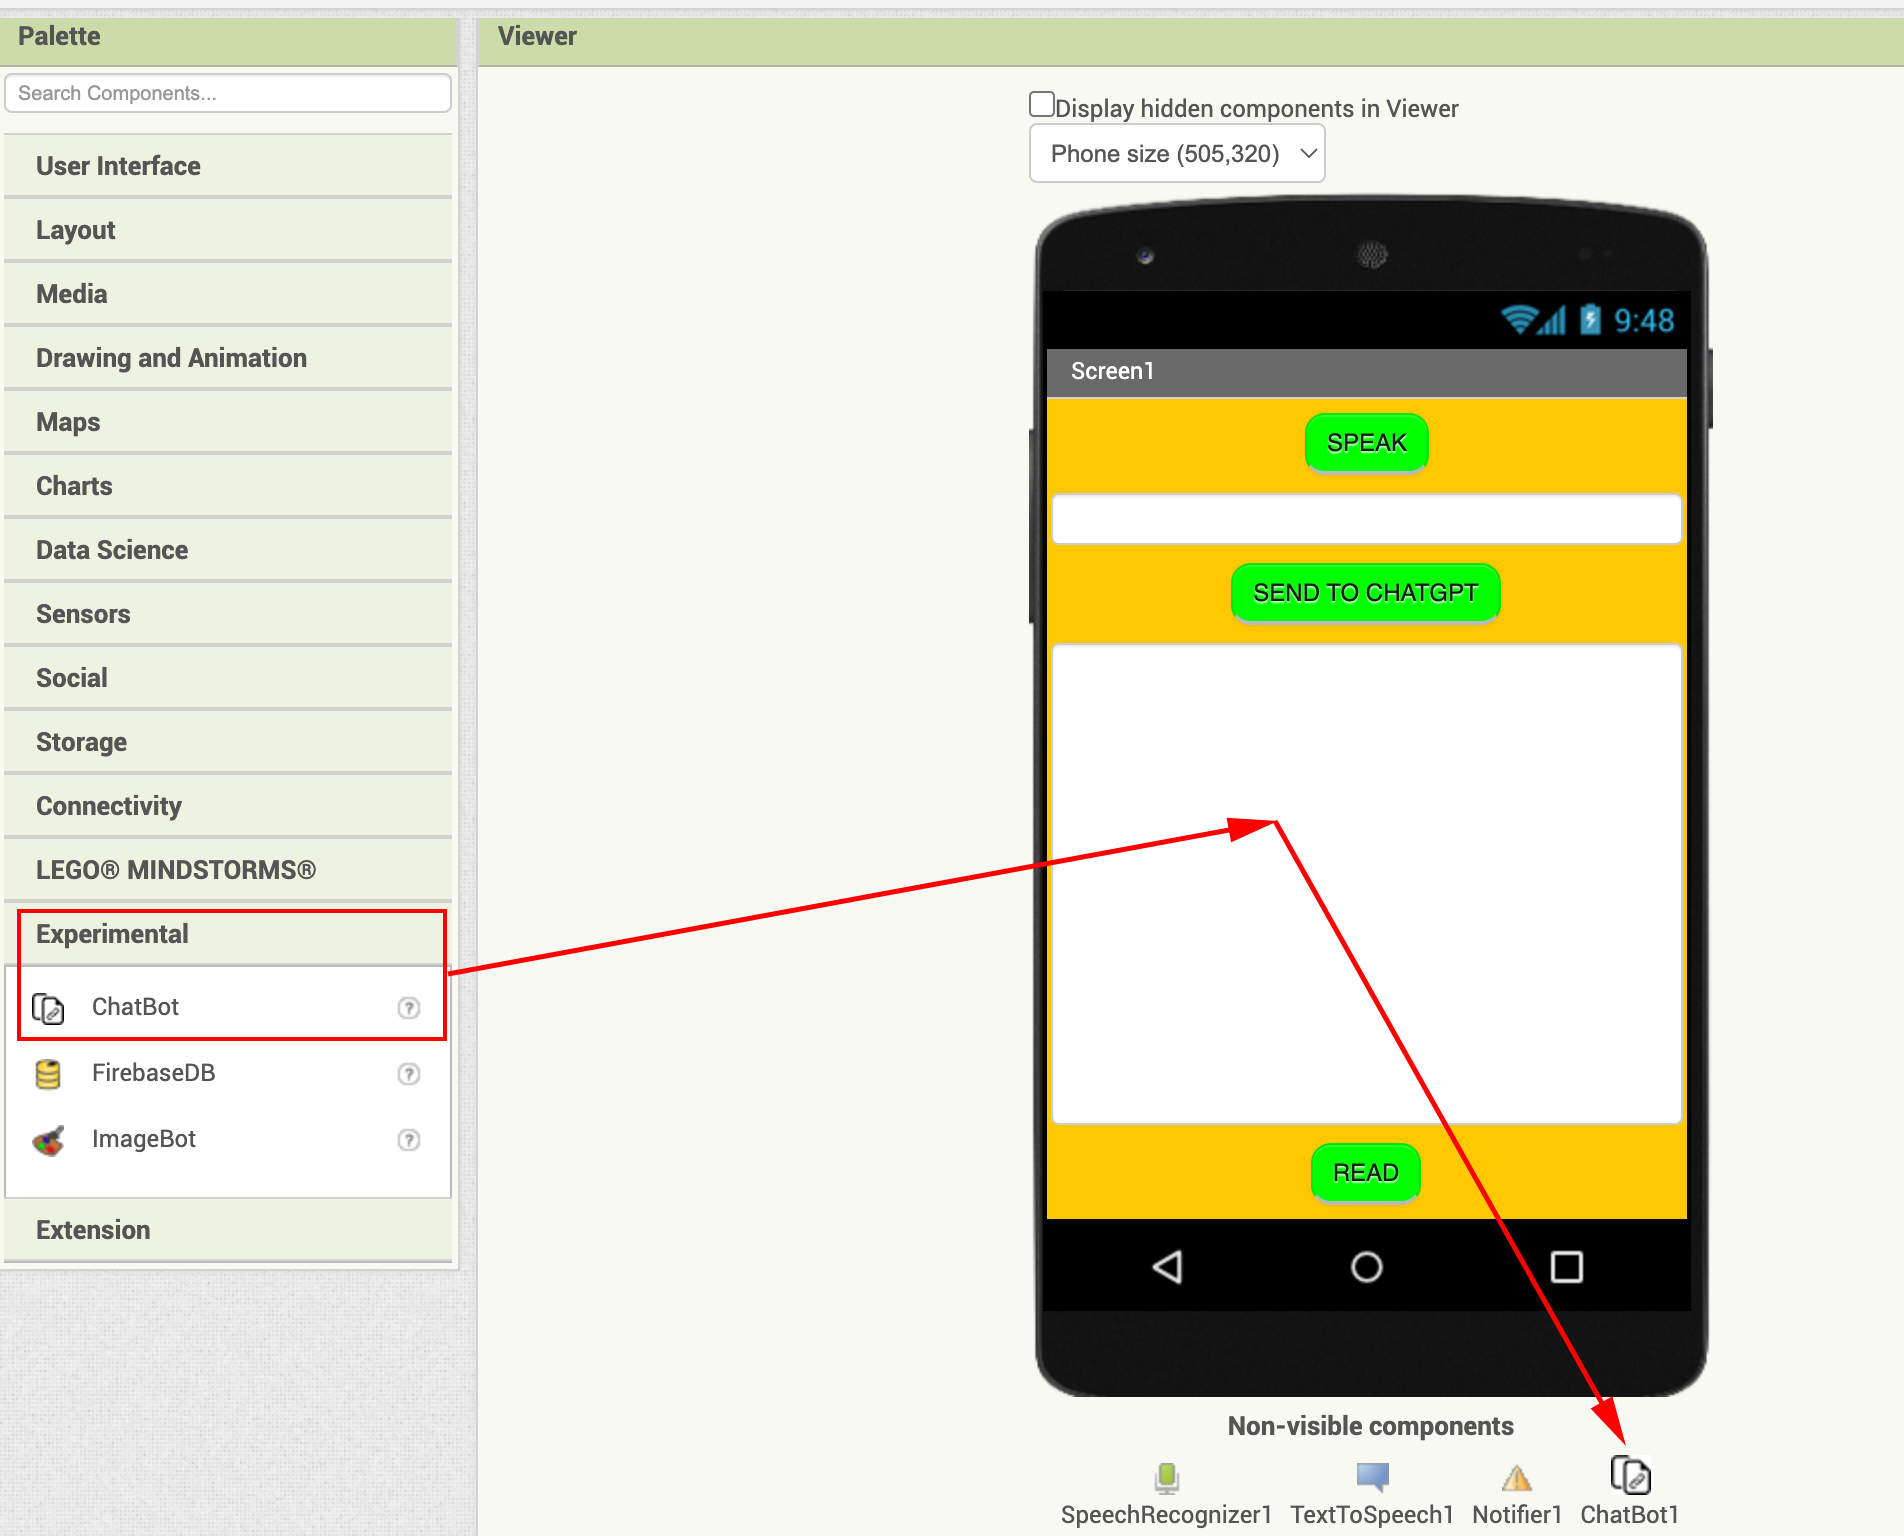 Palette
Search Components...
User Interface
Layout
Media
Drawing and Animation
Maps
Charts
Data Science
Sensors
Social
Storage
Connectivity
LEGO® MINDSTORMS®
Experimental
ChatBot ?
FirebaseDB ?
ImageBot ?
Extension
Viewer
Display hidden components in Viewer
Phone size (505,320)
9:48
Screen1
SPEAK
SEND TO CHATGPT
READ
Non-visible components
SpeechRecognizer1 TextToSpeech1 Notifier1 ChatBot1